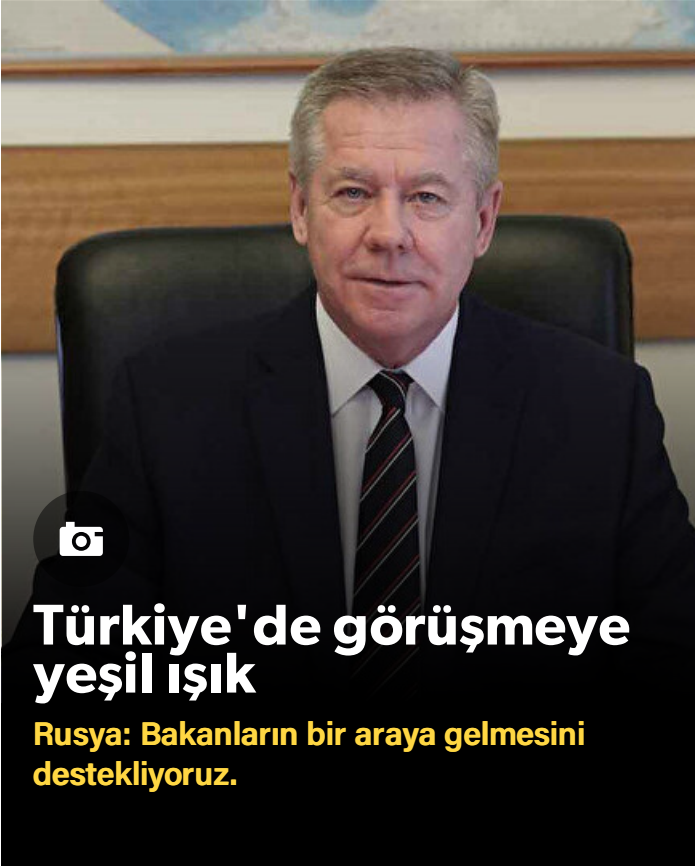 Türkiye'de görüşmeye
yeşil ışık
Rusya: Bakanların bir araya gelmesini
destekliyoruz.